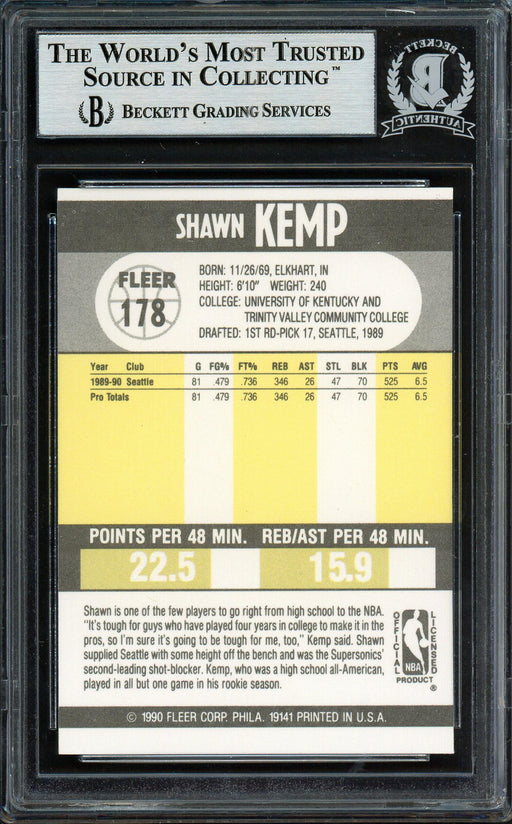 THE WORLD'S MOST TRUSTED
SOURCE IN COLLECTING™
B BECKETT GRADING SERVICES
BECKETT
B
AUTHENTIC
SHAWN KEMP
FLEER
178
BORN: 11/26/69, ELKHART, IN
HEIGHT: 6'10" WEIGHT: 240
COLLEGE: UNIVERSITY OF KENTUCKY AND
TRINITY VALLEY COMMUNITY COLLEGE
DRAFTED: 1ST RD-PICK 17, SEATTLE, 1989
Year Club G FG% FT% REB AST STL BLK PTS AVG
1989-90 Seattle 81 .479 .736 346 26 47 70 525 6.5
Pro Totals 81 .479 .736 346 26 47 70 525 6.5
POINTS PER 48 MIN. REB/AST PER 48 MIN.
22.5 15.9
Shawn is one of the few players to go right from high school to the NBA.
"It's tough for guys who have played four years in college to make it in the
pros, so I'm sure it's going to be tough for me, too," Kemp said. Shawn
supplied Seattle with some height off the bench and was the Supersonics'
second-leading shot-blocker. Kemp, who was a high school all-American,
played in all but one game in his rookie season.
OFFICIAL
LICENSED
NBA
PRODUCT
®
© 1990 FLEER CORP. PHILA. 19141 PRINTED IN U.S.A.